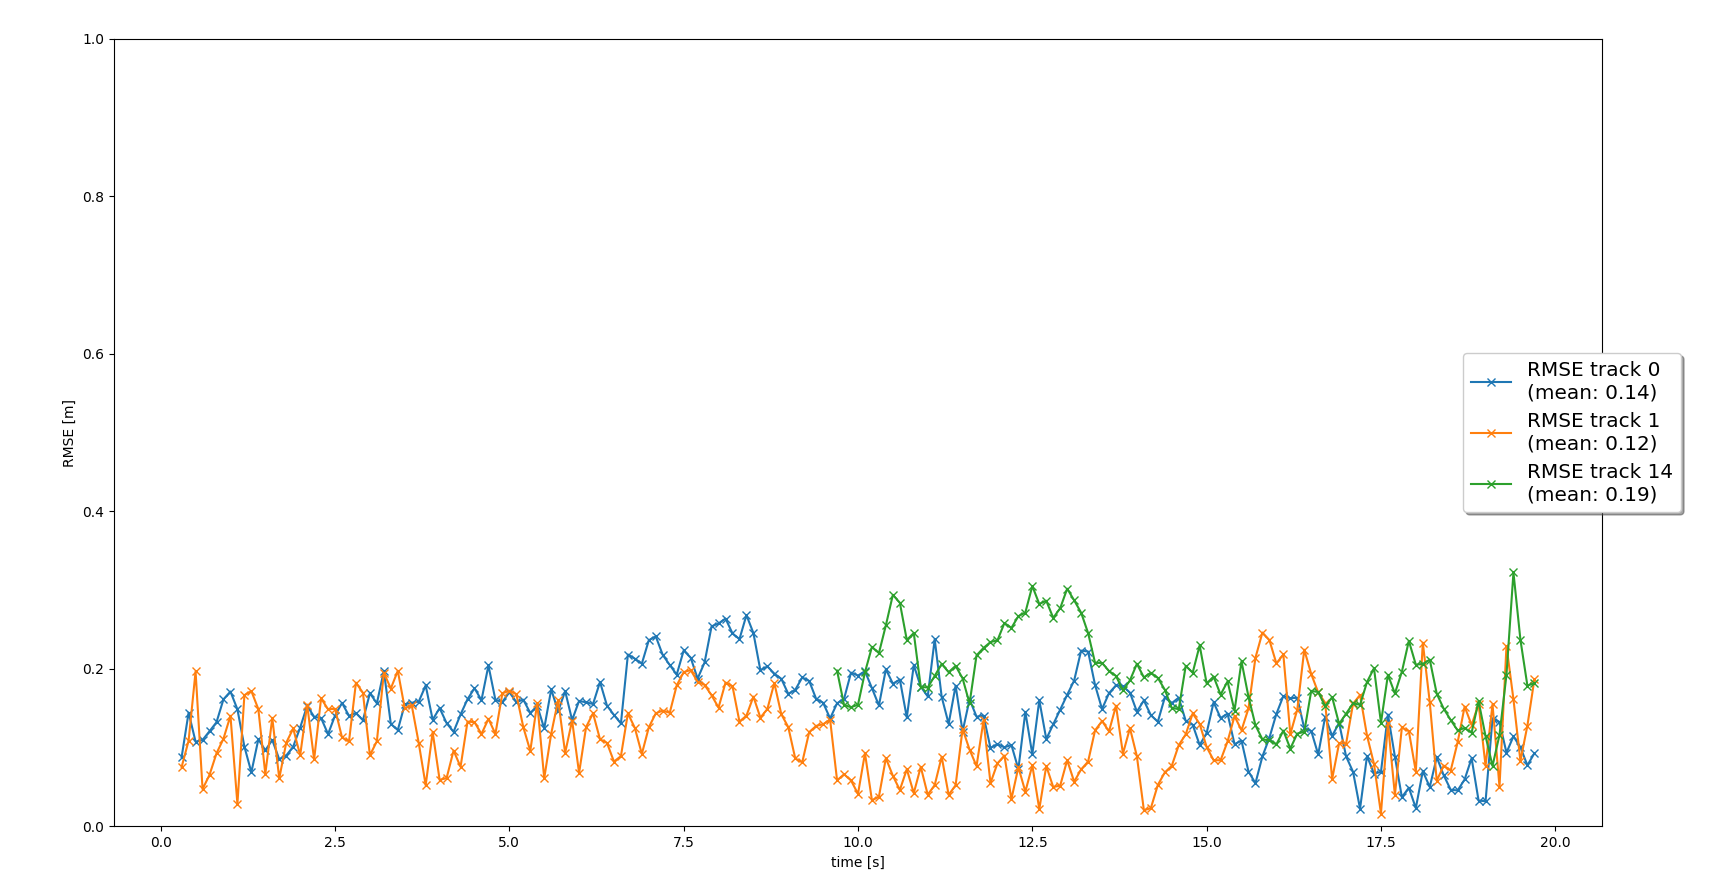 1.0
0.8
0.6
0.4
0.2
0.0
RMSE [m]
0.0 2.5 5.0 7.5 10.0 12.5 15.0 17.5 20.0
time [s]
RMSE track 0
(mean: 0.14)
RMSE track 1
(mean: 0.12)
RMSE track 14
(mean: 0.19)